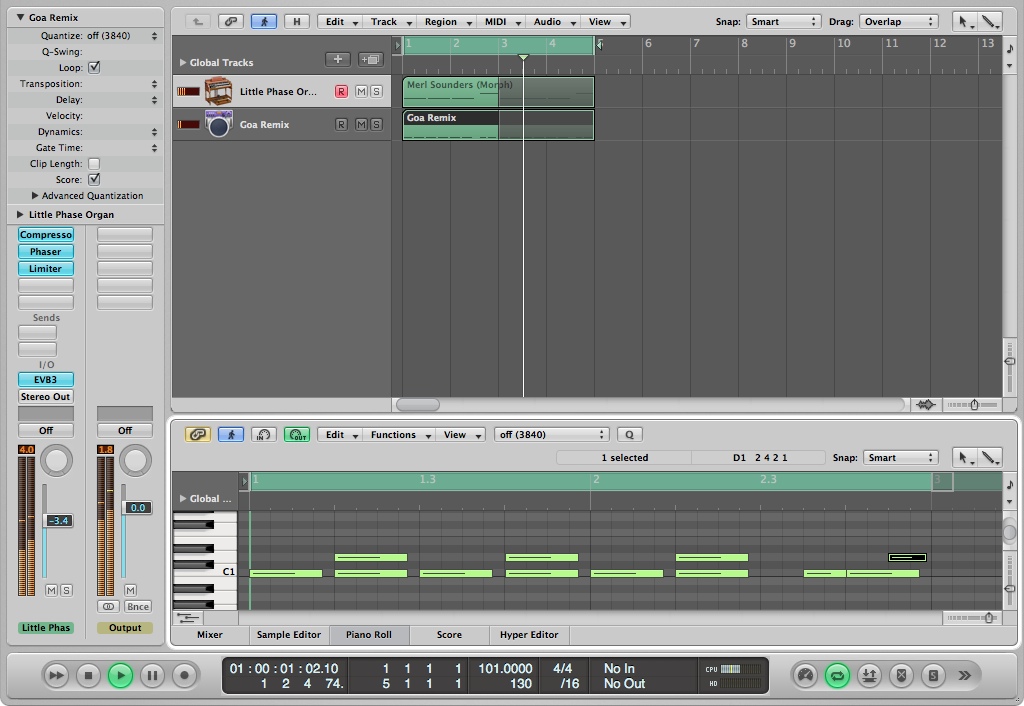 Goa Remix
Quantize: off (3840)
Q-Swing:
Loop:
Transposition:
Delay:
Velocity:
Dynamics:
Gate Time:
Clip Length:
Score:
Advanced Quantization
Little Phase Organ
Compresso
Phaser
Limiter
Sends
I/O
EVB3
Stereo Out
Off Off
4.0 1.8
-3.4 0.0
M S M
Bnce
Little Phas Output
H Edit Track Region MIDI Audio View Snap: Smart Drag: Overlap
1 2 3 4 5 6 7 8 9 10 11 12 13
Global Tracks
Little Phase Or... R M S
Merl Sounders (Morph)
Goa Remix R M S
Goa Remix
IN OUT Edit Functions View off (3840) Q
1 selected D1 2 4 2 1 Snap: Smart
1 1.3 2 2.3 3
Global ...
C1
Mixer Sample Editor Piano Roll Score Hyper Editor
01 : 00 : 01 : 02.10 1 1 1 1 101.0000 4/4 No In CPU
1 2 4 74. 5 1 1 1 130 /16 No Out HD
S